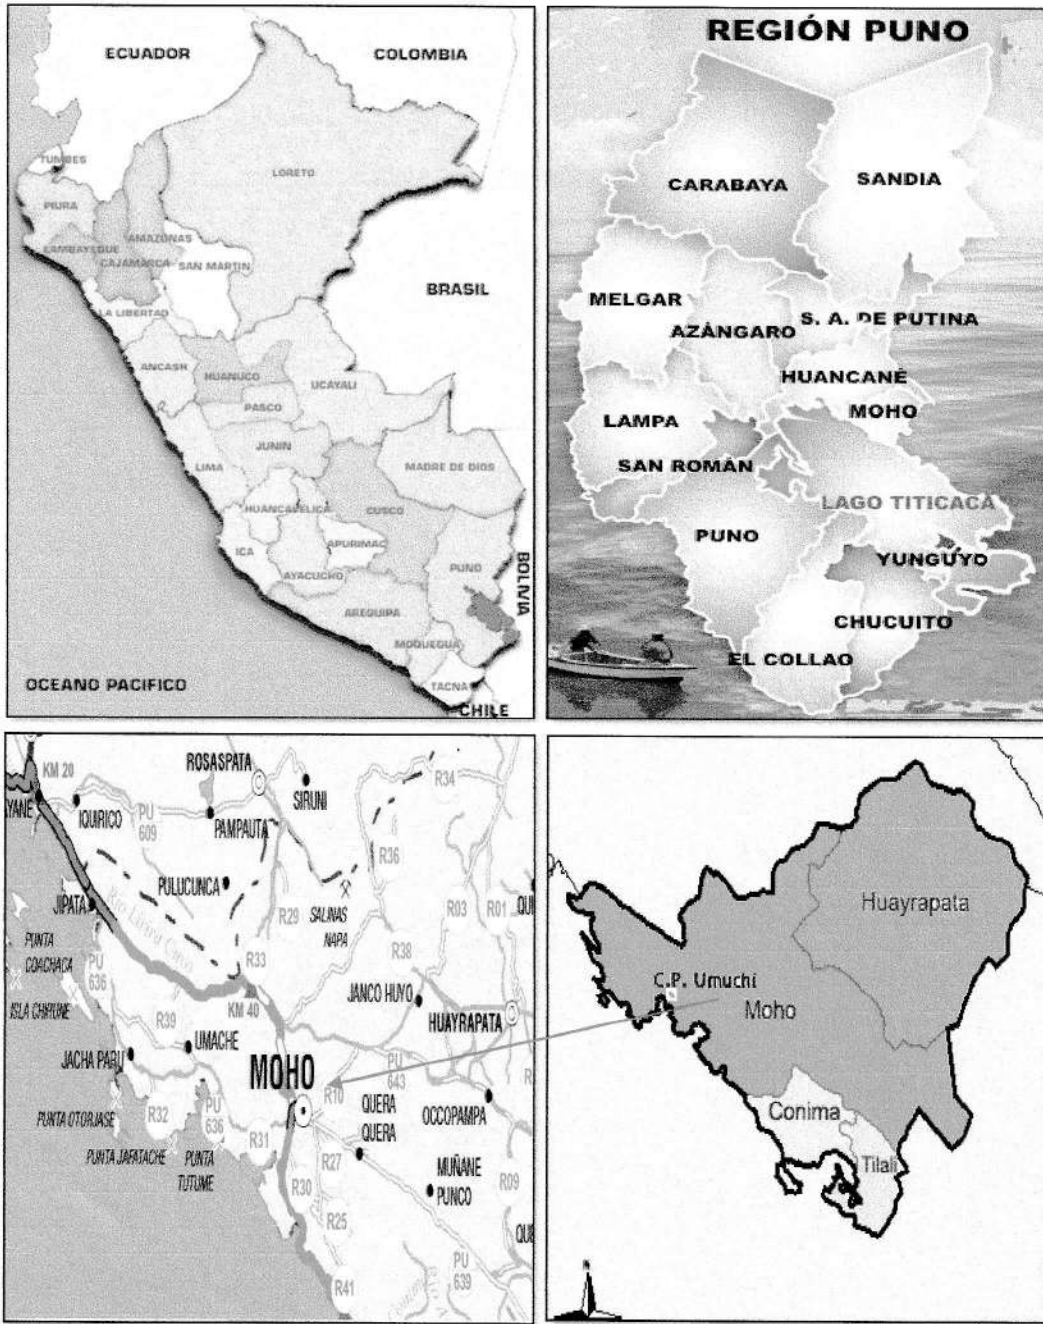 ECUADOR
COLOMBIA
TUMBES
PIURA
LORETO
LAMBAYEQUE
AMAZONAS
CAJAMARCA
SAN MARTIN
BRASIL
LA LIBERTAD
ANCASH
HUANUCO
UCAYALI
PASCO
JUNIN
LIMA
MADRE DE DIOS
HUANCAVELICA
CUSCO
ICA
APURIMAC
AYACUCHO
PUNO
BOLIVIA
AREQUIPA
MOQUEGUA
TACNA
OCEANO PACIFICO
CHILE
REGIÓN PUNO
CARABAYA
SANDIA
MELGAR
AZÁNGARO
S. A. DE PUTINA
HUANCANÉ
MOHO
LAMPA
SAN ROMÁN
LAGO TITICACA
PUNO
YUNGUYO
CHUCUITO
EL COLLAO
KM 20
ROSASPATA
R34
YANE
IQUIRICO
SIRUNI
PU
609
PAMPAUTA
R36
PULUCUNCA
JIPATA
R29
SALINAS
NAPA
R03
R01
QUI
PUNTA
COACHACA
PU
636
R33
R38
KM 40
JANCO HUYO
R39
HUAYRAPATA
UMACHE
JACHA PARU
MOHO
PU
643
R10
R32
PU
636
QUERA
QUERA
OCCOPAMPA
PUNTA OTORJASE
R31
PUNTA JAPATACHE
PUNTA
TUTUME
R27
MUÑANE
PUNCO
R09
R30
R25
QUE
PU
639
R41
Huayrapata
C.P. Umuchi
Moho
Conima
Tilali
N